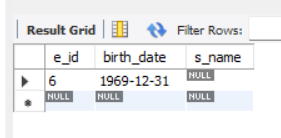 Result Grid Filter Rows:
e_id birth_date s_name
6 1969-12-31 NULL
NULL NULL NULL